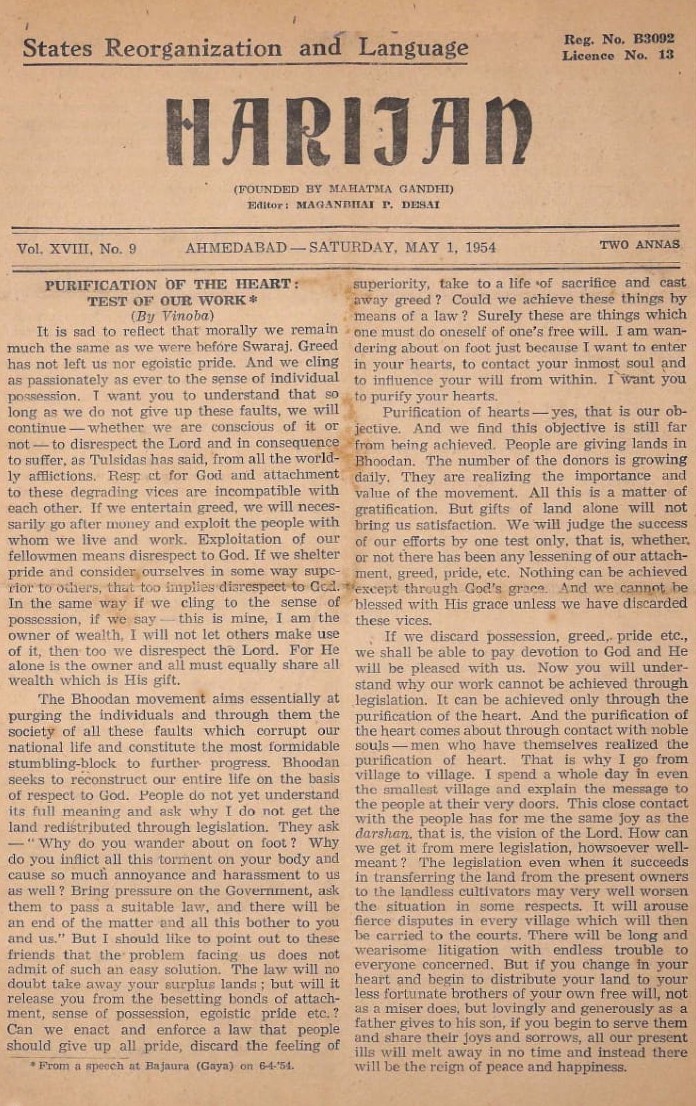 States Reorganization and Language
Reg. No. B3092
Licence No. 13
HARIJAN
(FOUNDED BY MAHATMA GANDHI)
Editor: MAGANBHAI P. DESAI
Vol. XVIII, No. 9
AHMEDABAD — SATURDAY, MAY 1, 1954
TWO ANNAS
PURIFICATION OF THE HEART:
TEST OF OUR WORK*
(By Vinoba)
It is sad to reflect that morally we remain
much the same as we were before Swaraj. Greed
has not left us nor egoistic pride. And we cling
as passionately as ever to the sense of individual
possession. I want you to understand that so
long as we do not give up these faults, we will
continue — whether we are conscious of it or
not — to disrespect the Lord and in consequence
to suffer, as Tulsidas has said, from all the world-
ly afflictions. Resp ct for God and attachment
to these degrading vices are incompatible with
each other. If we entertain greed, we will neces-
sarily go after money and exploit the people with
whom we live and work. Exploitation of our
fellowmen means disrespect to God. If we shelter
pride and consider ourselves in some way supe-
rior to others, that too implies disrespect to God.
In the same way if we cling to the sense of
possession, if we say — this is mine, I am the
owner of wealth, I will not let others make use
of it, then too we disrespect the Lord. For He
alone is the owner and all must equally share all
wealth which is His gift.
The Bhoodan movement aims essentially at
purging the individuals and through them the
society of all these faults which corrupt our
national life and constitute the most formidable
stumbling-block to further progress. Bhoodan
seeks to reconstruct our entire life on the basis
of respect to God. People do not yet understand
its full meaning and ask why I do not get the
land redistributed through legislation. They ask
— "Why do you wander about on foot? Why
do you inflict all this torment on your body and
cause so much annoyance and harassment to us
as well? Bring pressure on the Government, ask
them to pass a suitable law, and there will be
an end of the matter and all this bother to you
and us." But I should like to point out to these
friends that the problem facing us does not
admit of such an easy solution. The law will no
doubt take away your surplus lands; but will it
release you from the besetting bonds of attach-
ment, sense of possession, egoistic pride etc.?
Can we enact and enforce a law that people
should give up all pride, discard the feeling of
* From a speech at Bajaura (Gaya) on 6-4-'54.
superiority, take to a life of sacrifice and cast
away greed? Could we achieve these things by
means of a law? Surely these are things which
one must do oneself of one's free will. I am wan-
dering about on foot just because I want to enter
in your hearts, to contact your inmost soul and
to influence your will from within. I want you
to purify your hearts.
Purification of hearts — yes, that is our ob-
jective. And we find this objective is still far
from being achieved. People are giving lands in
Bhoodan. The number of the donors is growing
daily. They are realizing the importance and
value of the movement. All this is a matter of
gratification. But gifts of land alone will not
bring us satisfaction. We will judge the success
of our efforts by one test only, that is, whether
or not there has been any lessening of our attach-
ment, greed, pride, etc. Nothing can be achieved
except through God's grace. And we cannot be
blessed with His grace unless we have discarded
these vices.
If we discard possession, greed, pride etc.,
we shall be able to pay devotion to God and He
will be pleased with us. Now you will under-
stand why our work cannot be achieved through
legislation. It can be achieved only through the
purification of the heart. And the purification of
the heart comes about through contact with noble
souls — men who have themselves realized the
purification of heart. That is why I go from
village to village. I spend a whole day in even
the smallest village and explain the message to
the people at their very doors. This close contact
with the people has for me the same joy as the
darshan, that is, the vision of the Lord. How can
we get it from mere legislation, howsoever well-
meant? The legislation even when it succeeds
in transferring the land from the present owners
to the landless cultivators may very well worsen
the situation in some respects. It will arouse
fierce disputes in every village which will then
be carried to the courts. There will be long and
wearisome litigation with endless trouble to
everyone concerned. But if you change in your
heart and begin to distribute your land to your
less fortunate brothers of your own free will, not
as a miser does, but lovingly and generously as a
father gives to his son, if you begin to serve them
and share their joys and sorrows, all our present
ills will melt away in no time and instead there
will be the reign of peace and happiness.